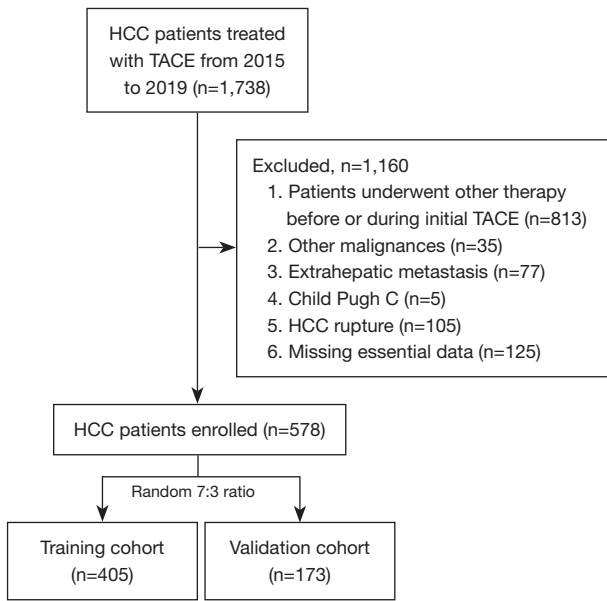 HCC patients treated
with TACE from 2015
to 2019 (n=1,738)
Excluded, n=1,160
1. Patients underwent other therapy
before or during initial TACE (n=813)
2. Other malignances (n=35)
3. Extrahepatic metastasis (n=77)
4. Child Pugh C (n=5)
5. HCC rupture (n=105)
6. Missing essential data (n=125)
HCC patients enrolled (n=578)
Random 7:3 ratio
Training cohort
(n=405)
Validation cohort
(n=173)